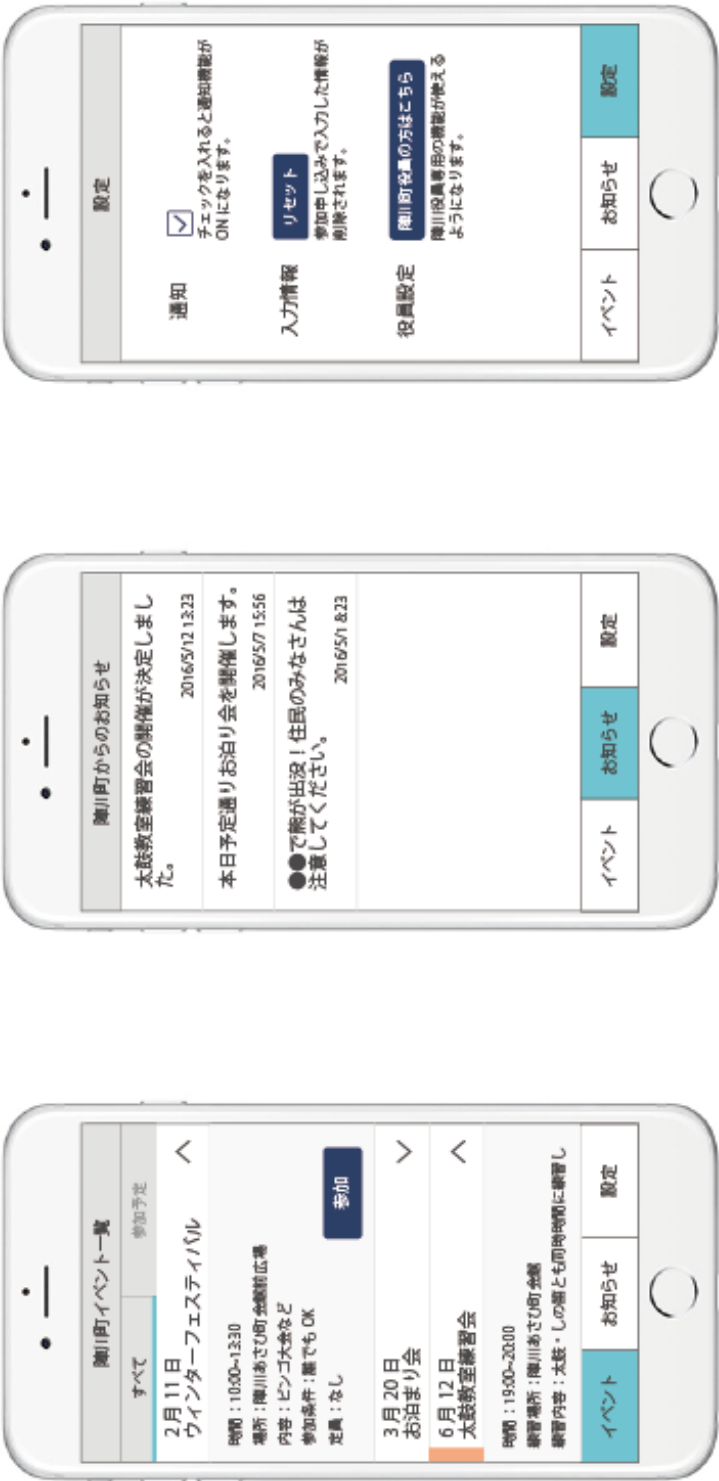 陣川町イベント一覧
すべて
参加予定
2月11日
ウィンターフェスティバル
時間：10:00~13:30
場所：陣川あさひ町会館前広場
内容：ビンゴ大会など
参加条件：誰でもOK
定員：なし
参加
3月20日
お泊まり会
6月12日
太鼓教室練習会
時間：19:00~20:00
練習場所：陣川あさひ町会館
練習内容：太鼓・しの笛とも同時時間に練習し
イベント
お知らせ
設定
陣川町からのお知らせ
太鼓教室練習会の開催が決定しまし
た。
2016/5/12 13:23
本日予定通りお泊り会を開催します。
2016/5/7 15:56
●●で熊が出没！住民のみなさんは
注意してください。
2016/5/1 8:23
イベント
お知らせ
設定
設定
通知
チェックを入れると通知機能が
ONになります。
入力情報
リセット
参加申し込みで入力した情報が
削除されます。
役員設定
陣川町役員の方はこちら
陣川役員専用の機能が使える
ようになります。
イベント
お知らせ
設定